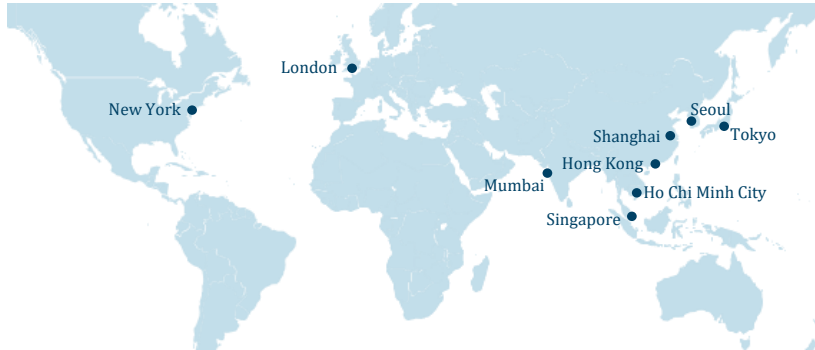 London
New York
Seoul
Tokyo
Shanghai
Hong Kong
Mumbai
Ho Chi Minh City
Singapore